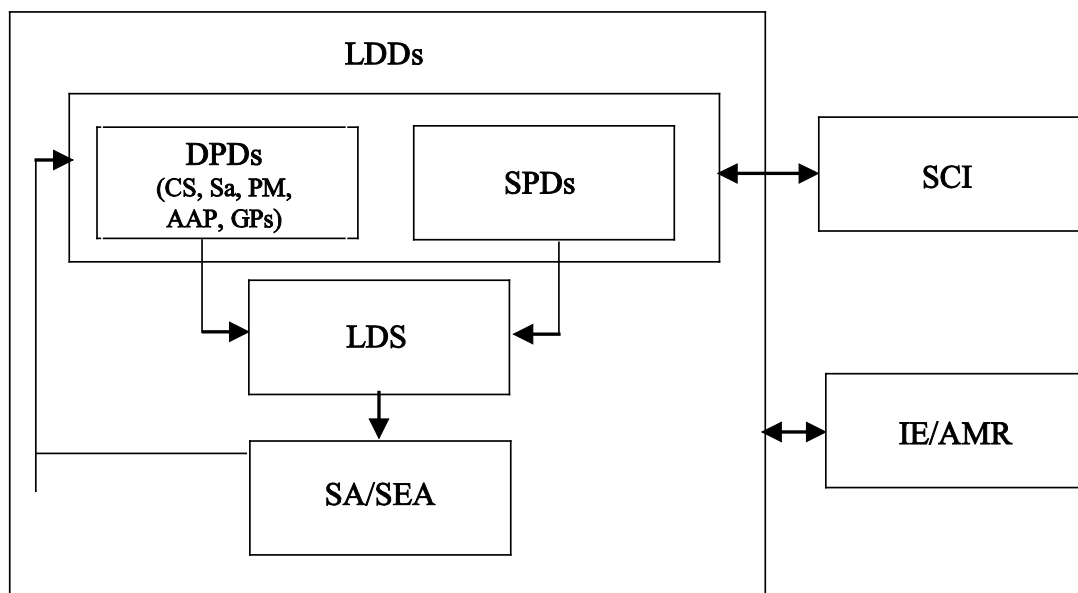 LDDs
DPDs
(CS, Sa, PM,
AAP, GPs)
SPDs
SCI
LDS
IE/AMR
SA/SEA